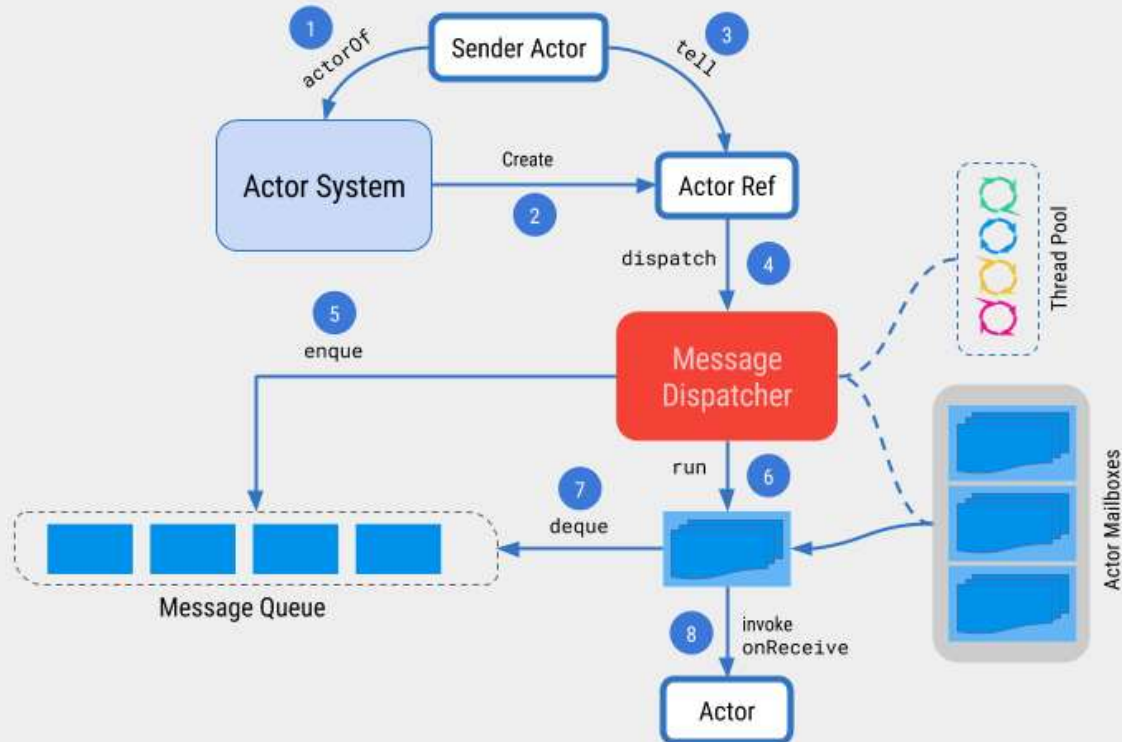 1
actorOf
Sender Actor
3
tell
Actor System
Create
2
Actor Ref
dispatch
4
Thread Pool
5
enque
Message
Dispatcher
run
6
7
deque
Message Queue
Actor Mailboxes
8
invoke
onReceive
Actor